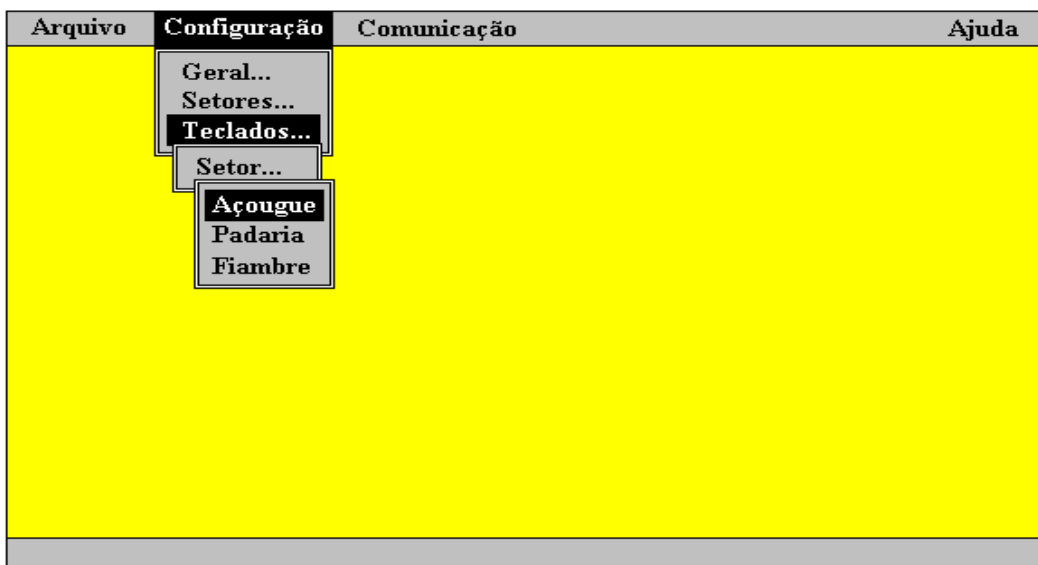 Arquivo Configuração Comunicação Ajuda
Geral...
Setores...
Teclados...
Setor...
Açougue
Padaria
Fiambre